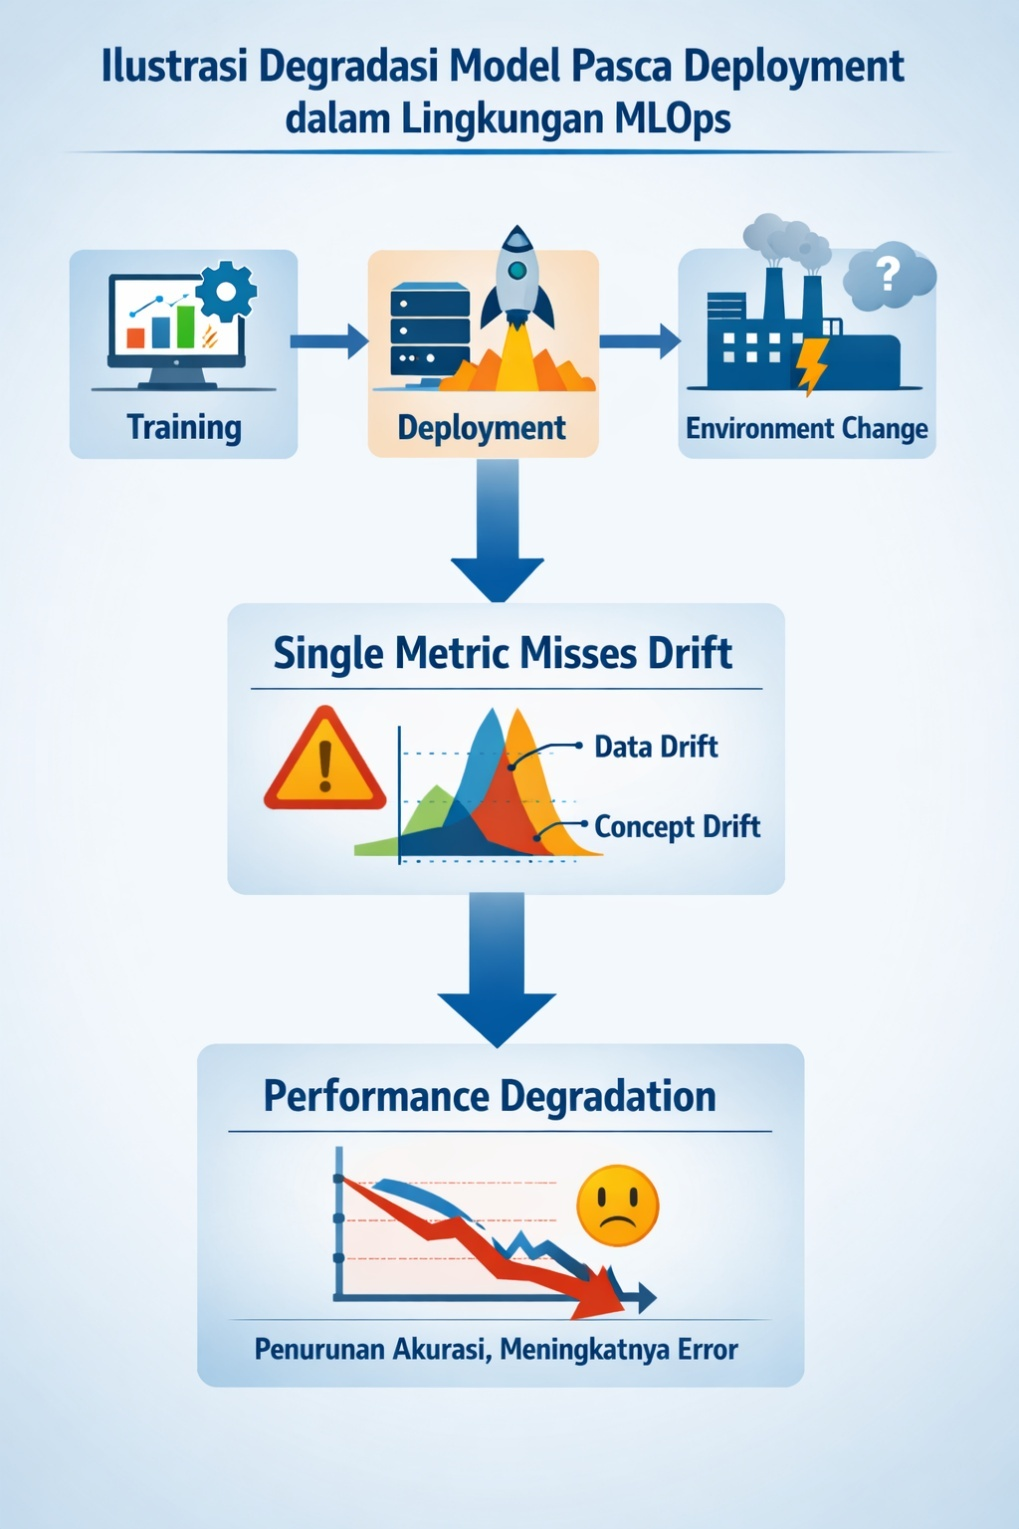 Ilustrasi Degradasi Model Pasca Deployment
dalam Lingkungan MLOps
Training
Deployment
?
Environment Change
Single Metric Misses Drift
!
Data Drift
Concept Drift
Performance Degradation
Penurunan Akurasi, Meningkatnya Error